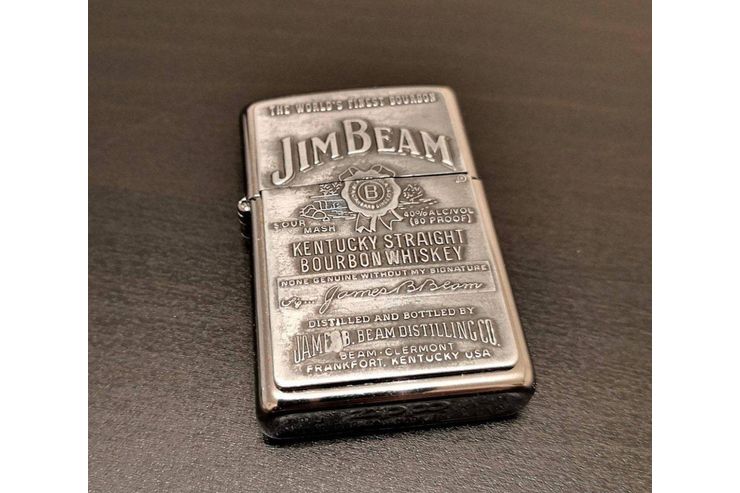 THE WORLD'S FINEST BOURBON
JIM BEAM
B
SOUR
MASH
40% ALC/VOL
(80 PROOF)
KENTUCKY STRAIGHT
BOURBON WHISKEY
NONE GENUINE WITHOUT MY SIGNATURE
James B. Beam
DISTILLED AND BOTTLED BY
JAMES B. BEAM DISTILLING CO.
BEAM-CLERMONT
FRANKFORT, KENTUCKY USA